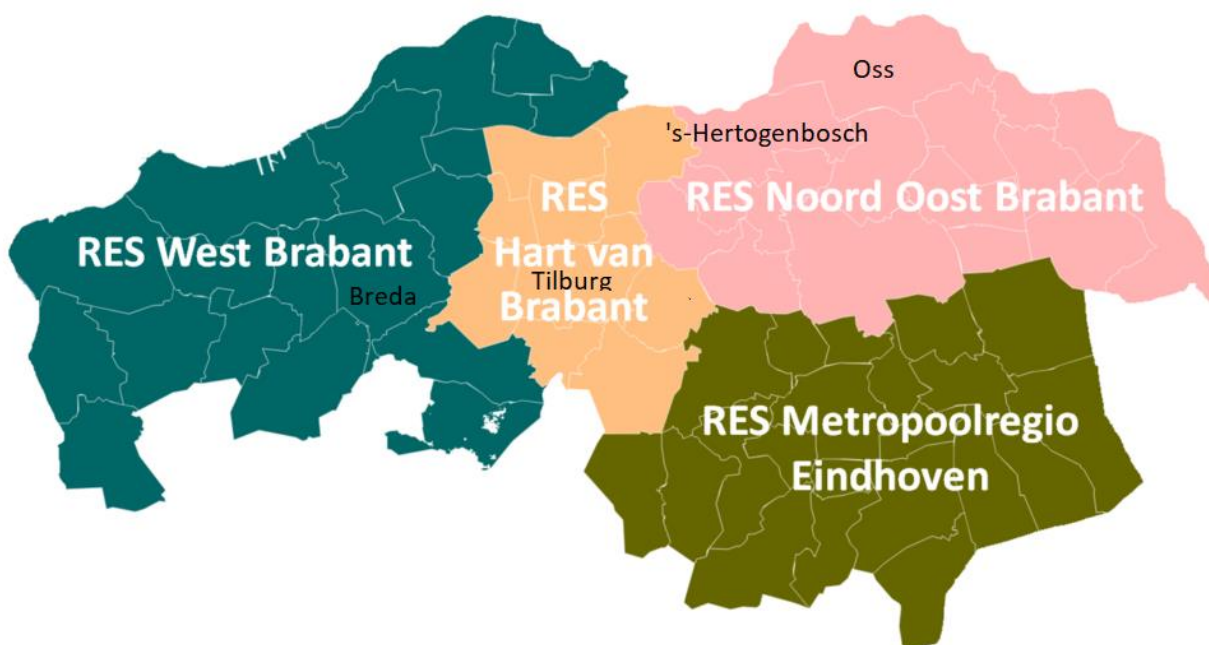 Oss
's-Hertogenbosch
RES Noord Oost Brabant
RES
Hart van
Brabant
Tilburg
RES West Brabant
Breda
RES Metropoolregio
Eindhoven